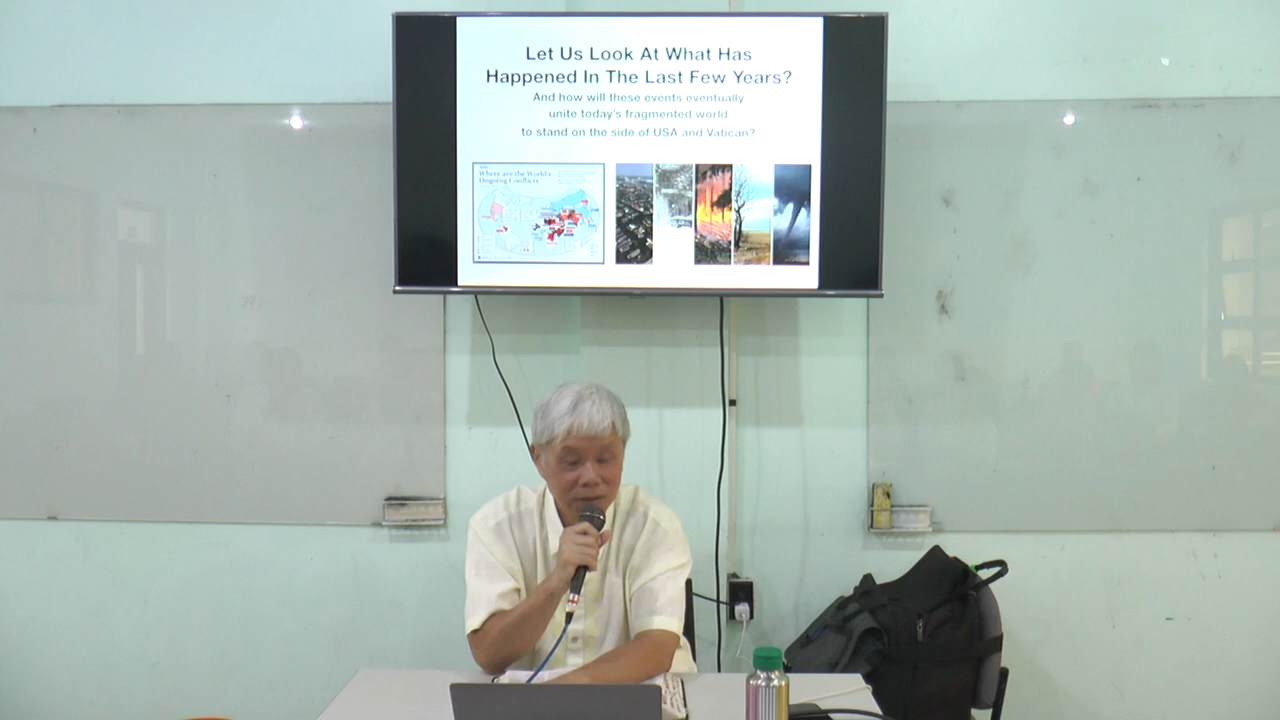 Let Us Look At What Has
Happened In The Last Few Years?
And how will these events eventually
unite today's fragmented world
to stand on the side of USA and Vatican?
Where are the World's
Ongoing Conflicts